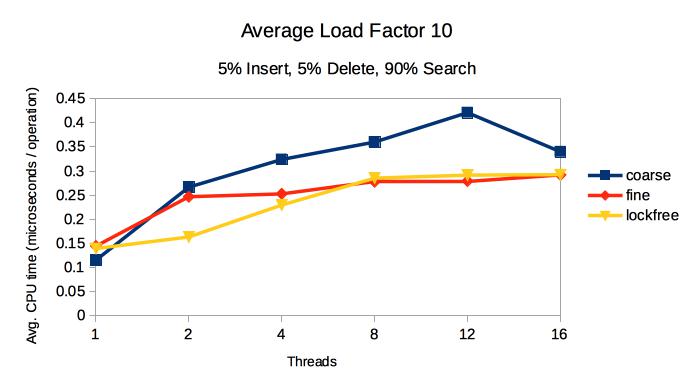 Average Load Factor 10
5% Insert, 5% Delete, 90% Search
Avg. CPU time (microseconds / operation)
0.45
0.4
0.35
0.3
0.25
0.2
0.15
0.1
0.05
0
1 2 4 8 12 16
Threads
coarse
fine
lockfree